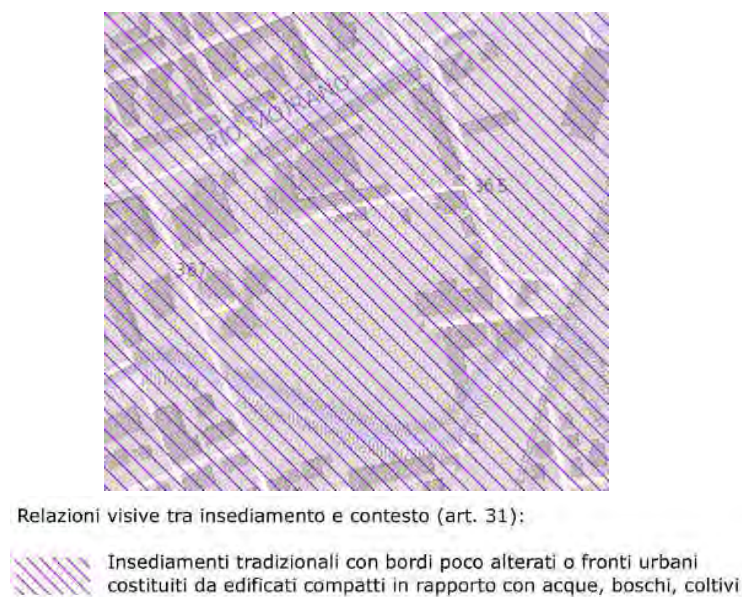 RIO MONIANO
365
367
Relazioni visive tra insediamento e contesto (art. 31):
Insediamenti tradizionali con bordi poco alterati o fronti urbani
costituiti da edificati compatti in rapporto con acque, boschi, coltivi